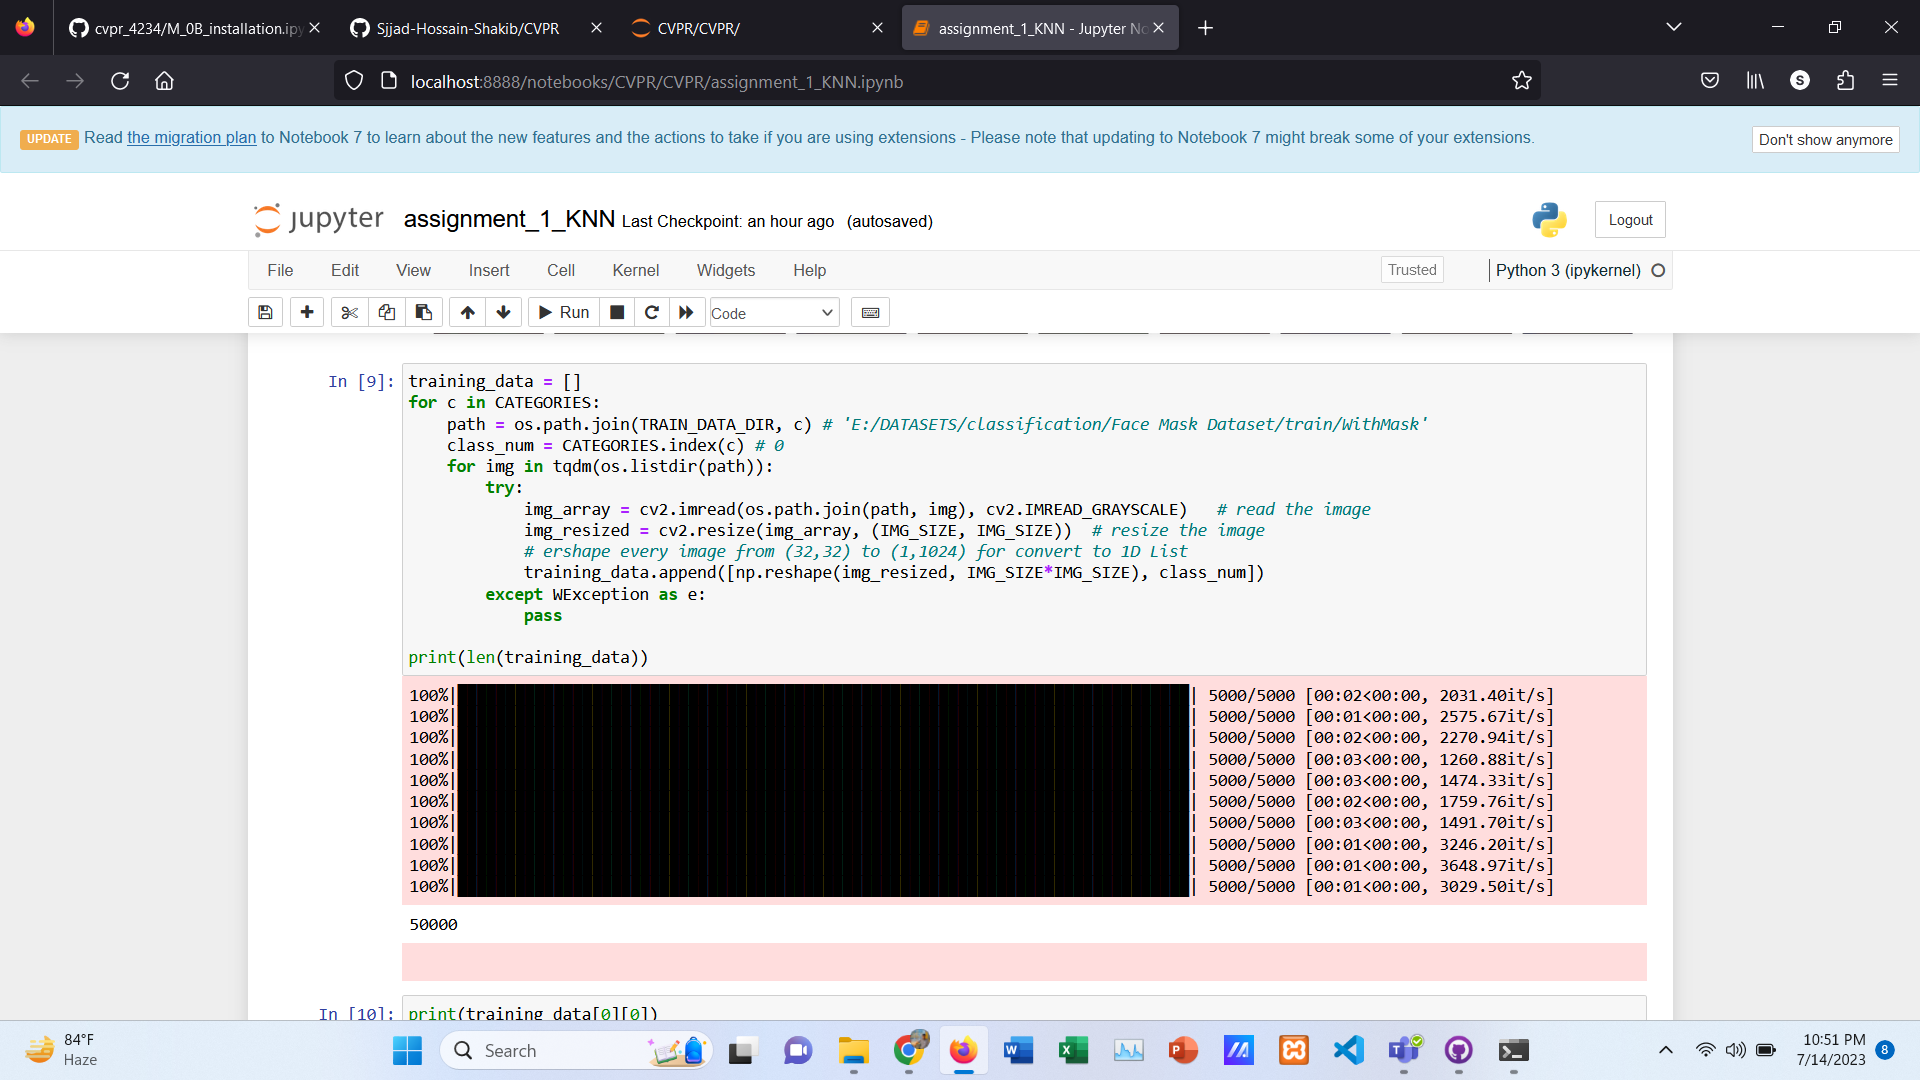 cvpr_4234/M_0B_installation.ipy
Sjjad-Hossain-Shakib/CVPR
CVPR/CVPR/
assignment_1_KNN - Jupyter No
localhost:8888/notebooks/CVPR/CVPR/assignment_1_KNN.ipynb
S
UPDATE Read the migration plan to Notebook 7 to learn about the new features and the actions to take if you are using extensions - Please note that updating to Notebook 7 might break some of your extensions.
Don't show anymore
jupyter assignment_1_KNN Last Checkpoint: an hour ago (autosaved)
Logout
File Edit View Insert Cell Kernel Widgets Help
Trusted
Python 3 (ipykernel)
Run
Code
In [9]: training_data = []
for c in CATEGORIES:
    path = os.path.join(TRAIN_DATA_DIR, c) # 'E:/DATASETS/classification/Face Mask Dataset/train/WithMask'
    class_num = CATEGORIES.index(c) # 0
    for img in tqdm(os.listdir(path)):
        try:
            img_array = cv2.imread(os.path.join(path, img), cv2.IMREAD_GRAYSCALE)   # read the image
            img_resized = cv2.resize(img_array, (IMG_SIZE, IMG_SIZE))  # resize the image
            # ershape every image from (32,32) to (1,1024) for convert to 1D List
            training_data.append([np.reshape(img_resized, IMG_SIZE*IMG_SIZE), class_num])
        except WException as e:
            pass
print(len(training_data))
100%| | 5000/5000 [00:02<00:00, 2031.40it/s]
100%| | 5000/5000 [00:01<00:00, 2575.67it/s]
100%| | 5000/5000 [00:02<00:00, 2270.94it/s]
100%| | 5000/5000 [00:03<00:00, 1260.88it/s]
100%| | 5000/5000 [00:03<00:00, 1474.33it/s]
100%| | 5000/5000 [00:02<00:00, 1759.76it/s]
100%| | 5000/5000 [00:03<00:00, 1491.70it/s]
100%| | 5000/5000 [00:01<00:00, 3246.20it/s]
100%| | 5000/5000 [00:01<00:00, 3648.97it/s]
100%| | 5000/5000 [00:01<00:00, 3029.50it/s]
50000
In [10]: print(training_data[0][0])
84°F
Haze
Search
10:51 PM
7/14/2023
8